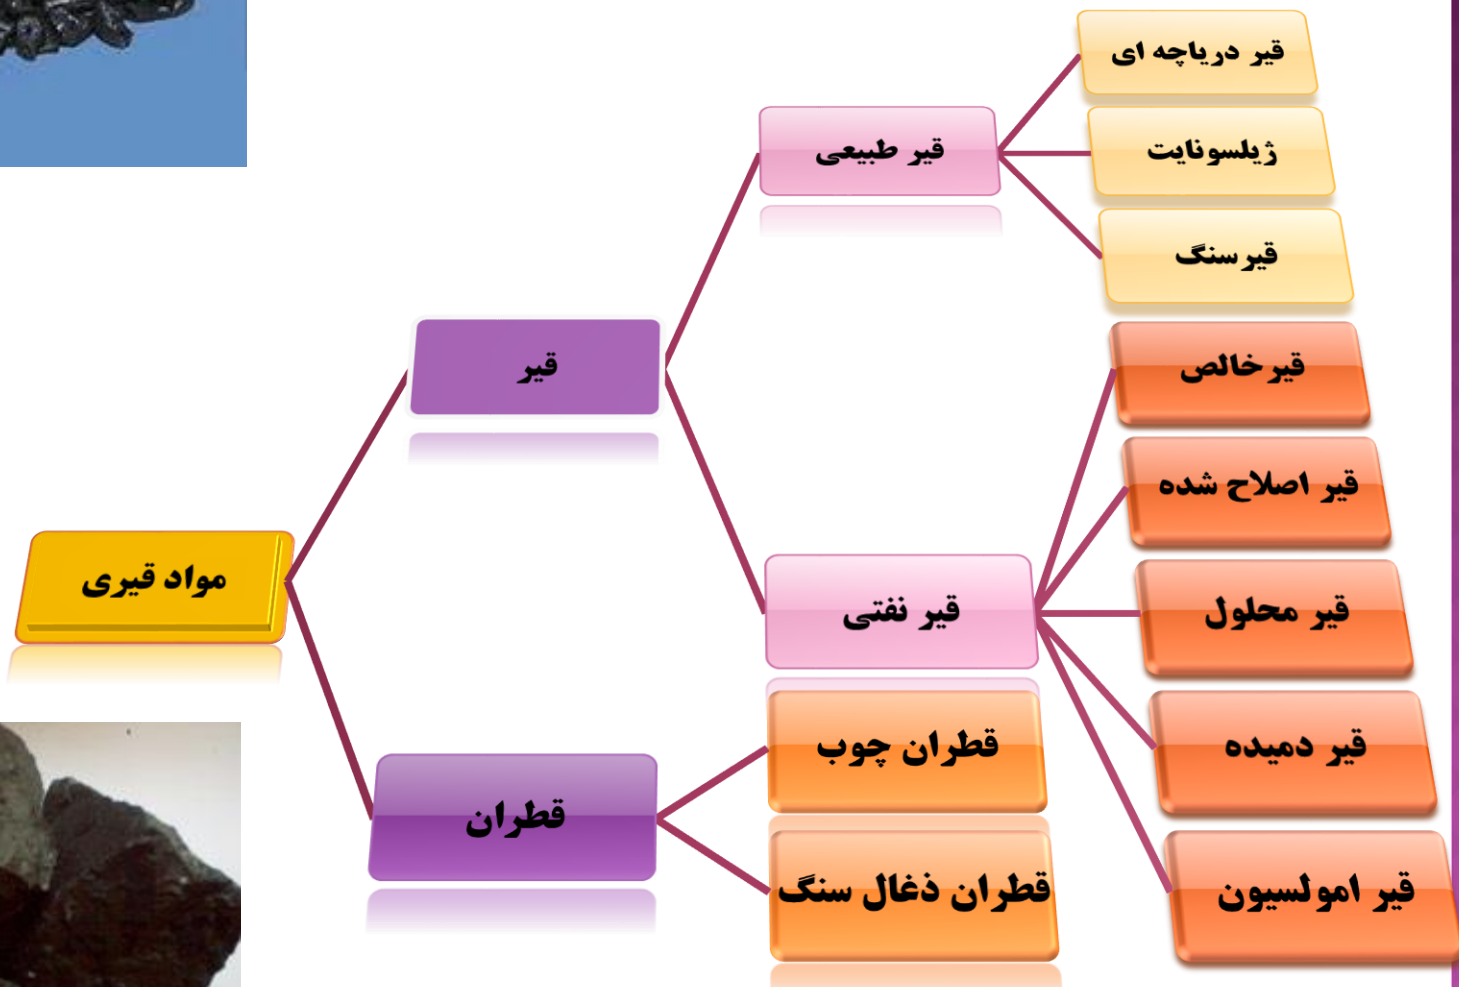 مواد قیری
قیر
قیر طبیعی
قیر دریاچه ای
ژیلسونایت
قیرسنگ
قیر نفتی
قیرخالص
قیر اصلاح شده
قیر محلول
قیر دمیده
قیر امولسیون
قطران
قطران چوب
قطران ذغال سنگ